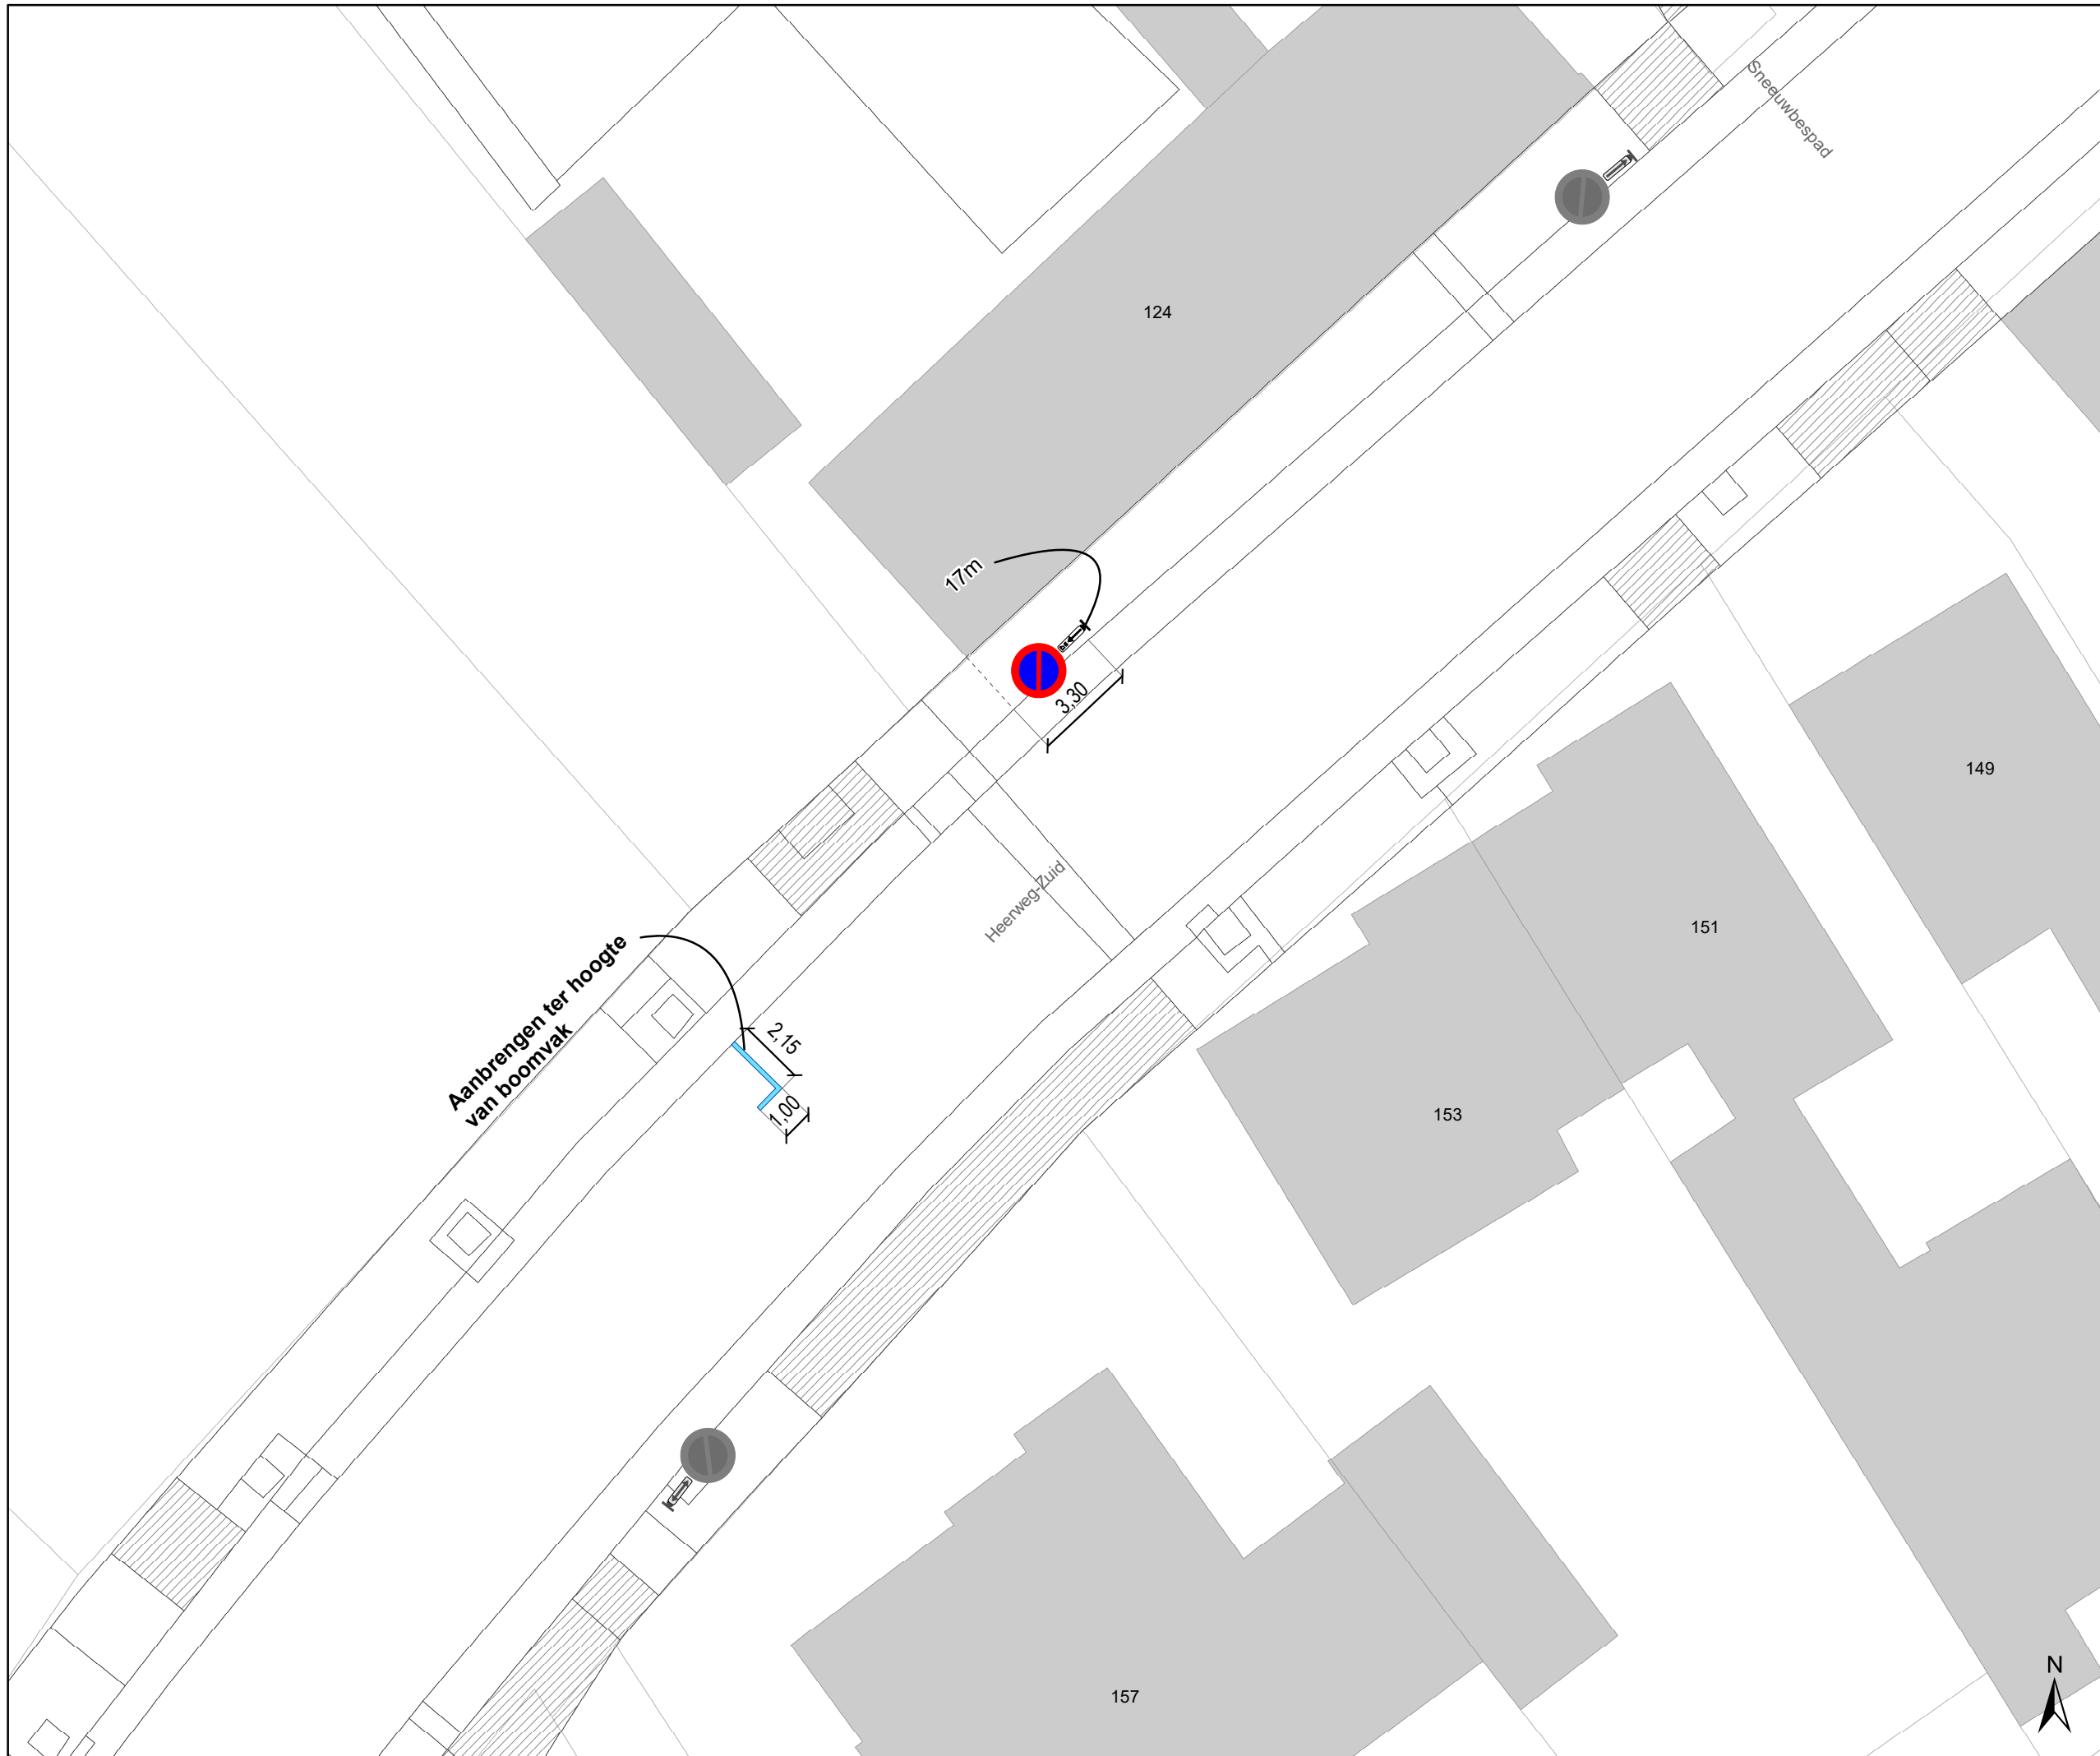 Sneeuwbespad
124
17m
3,30
149
Heerweg-Zuid
151
Aanbrengen ter hoogte
van boomvak
2,15
1,00
153
157
N